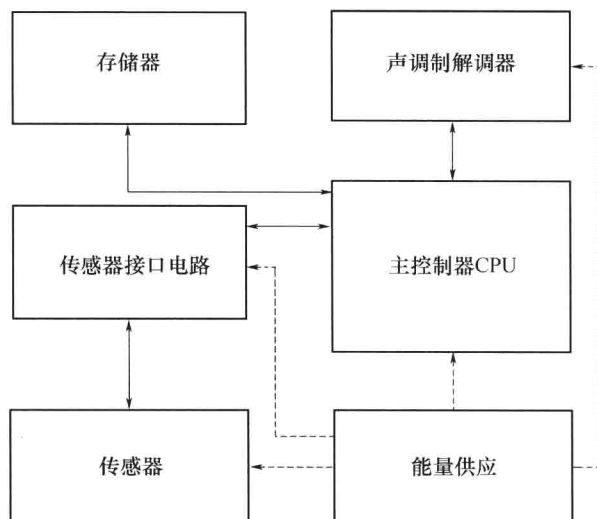 存储器
声调制解调器
传感器接口电路
主控制器CPU
传感器
能量供应